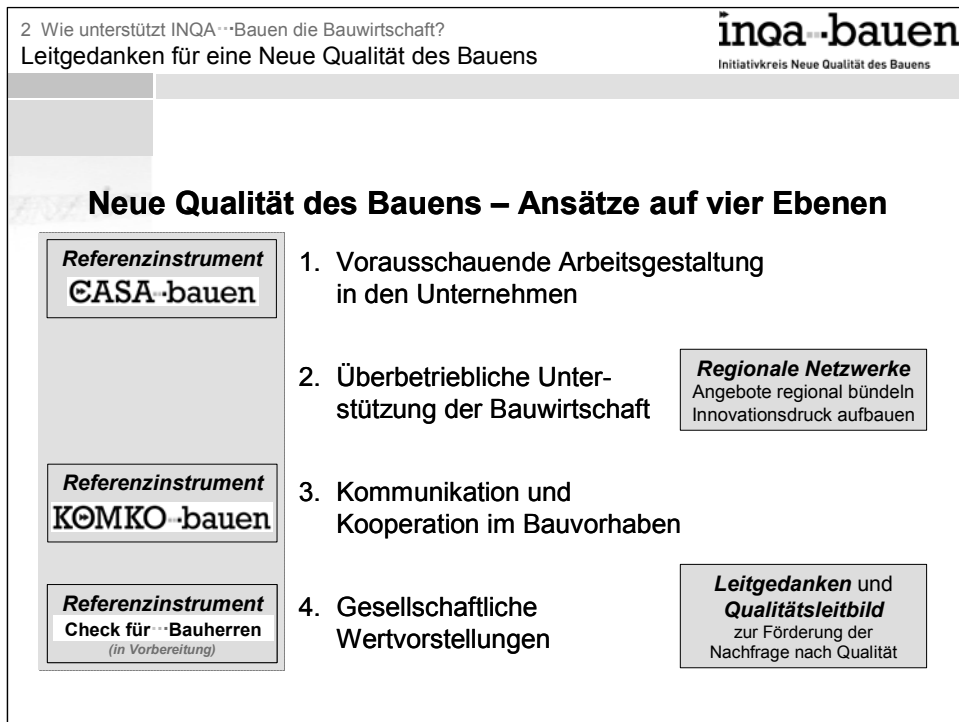 2 Wie unterstützt INQA···Bauen die Bauwirtschaft?
Leitgedanken für eine Neue Qualität des Bauens
inqa···bauen
Initiativkreis Neue Qualität des Bauens
Neue Qualität des Bauens – Ansätze auf vier Ebenen
Referenzinstrument
CASA···bauen
1. Vorausschauende Arbeitsgestaltung
in den Unternehmen
2. Überbetriebliche Unter-
stützung der Bauwirtschaft
Regionale Netzwerke
Angebote regional bündeln
Innovationsdruck aufbauen
Referenzinstrument
KOMKO···bauen
3. Kommunikation und
Kooperation im Bauvorhaben
Referenzinstrument
Check für···Bauherren
(in Vorbereitung)
4. Gesellschaftliche
Wertvorstellungen
Leitgedanken und
Qualitätsleitbild
zur Förderung der
Nachfrage nach Qualität